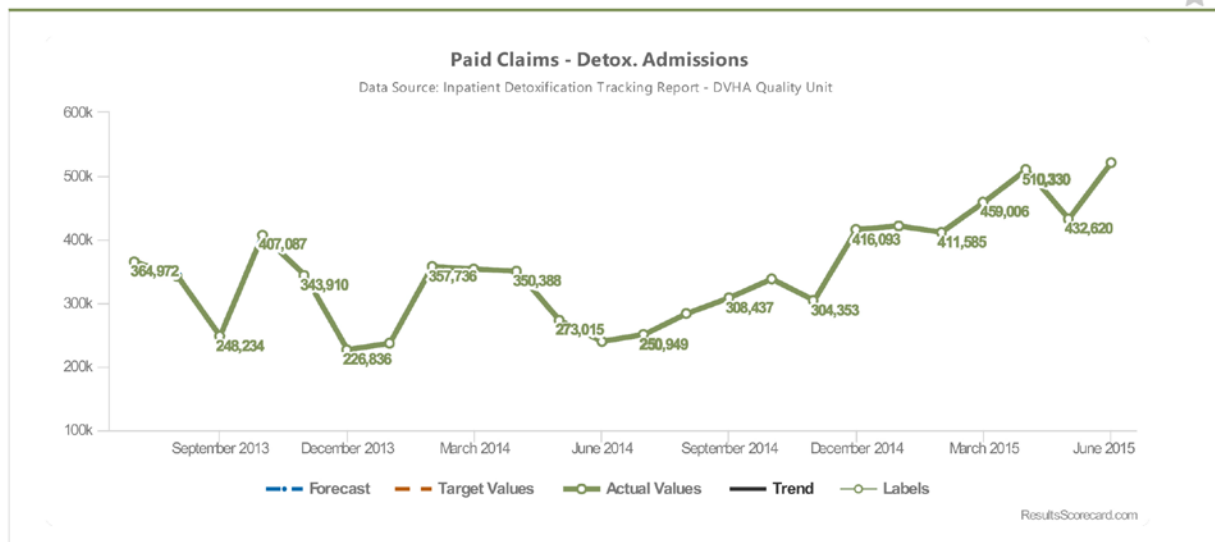 Paid Claims - Detox. Admissions
Data Source: Inpatient Detoxification Tracking Report - DVHA Quality Unit
600k
500k
400k
300k
200k
100k
364,972
248,234
407,087
343,910
226,836
357,736
350,388
273,015
250,949
308,437
304,353
416,093
411,585
459,006
510,330
432,620
September 2013
December 2013
March 2014
June 2014
September 2014
December 2014
March 2015
June 2015
Forecast
Target Values
Actual Values
Trend
Labels
ResultsScorecard.com